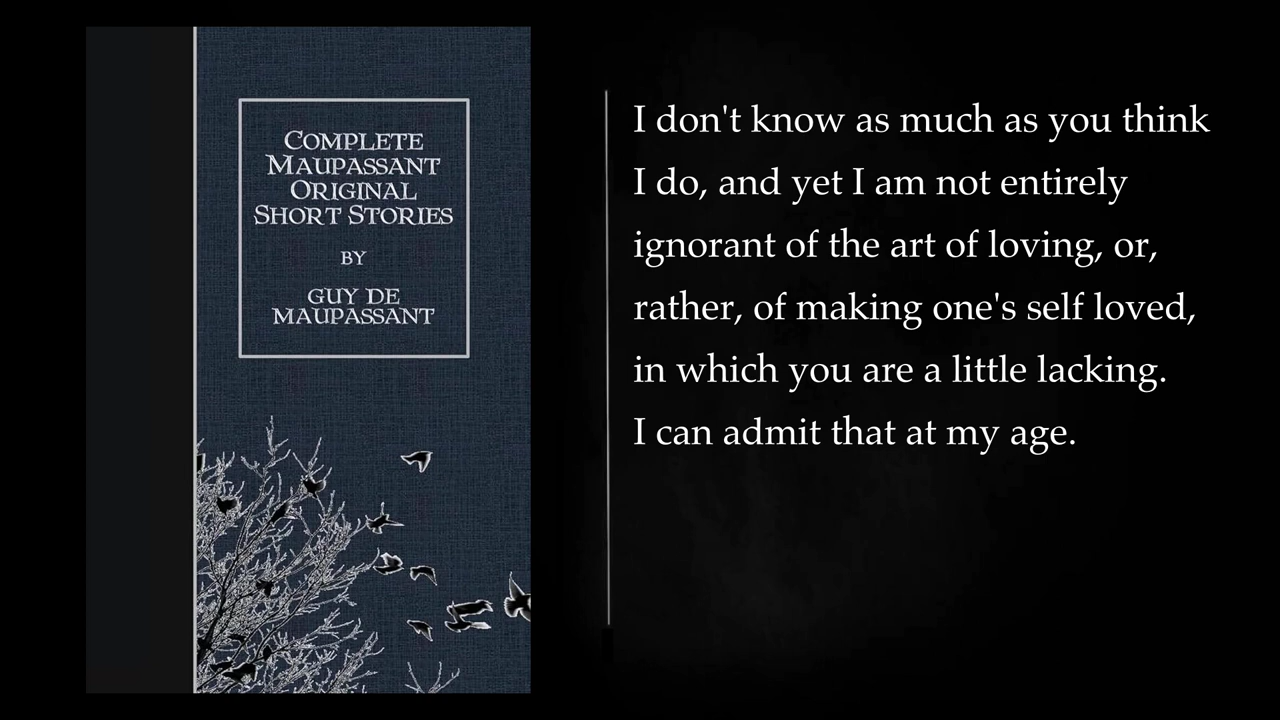 COMPLETE
MAUPASSANT
ORIGINAL
SHORT STORIES
BY
GUY DE
MAUPASSANT
I don't know as much as you think
I do, and yet I am not entirely
ignorant of the art of loving, or,
rather, of making one's self loved,
in which you are a little lacking.
I can admit that at my age.